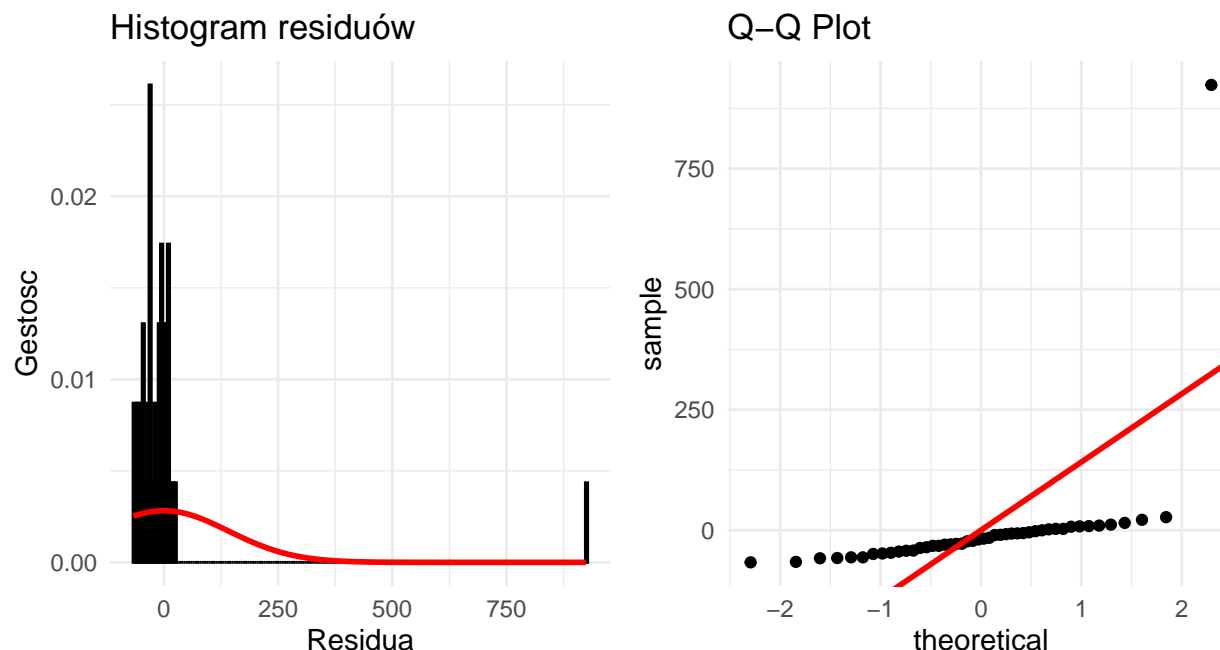 Histogram residuów
Gestosc
0.02
0.01
0.00
0
250
500
750
Residua
Q−Q Plot
sample
750
500
250
0
−2
−1
0
1
2
theoretical